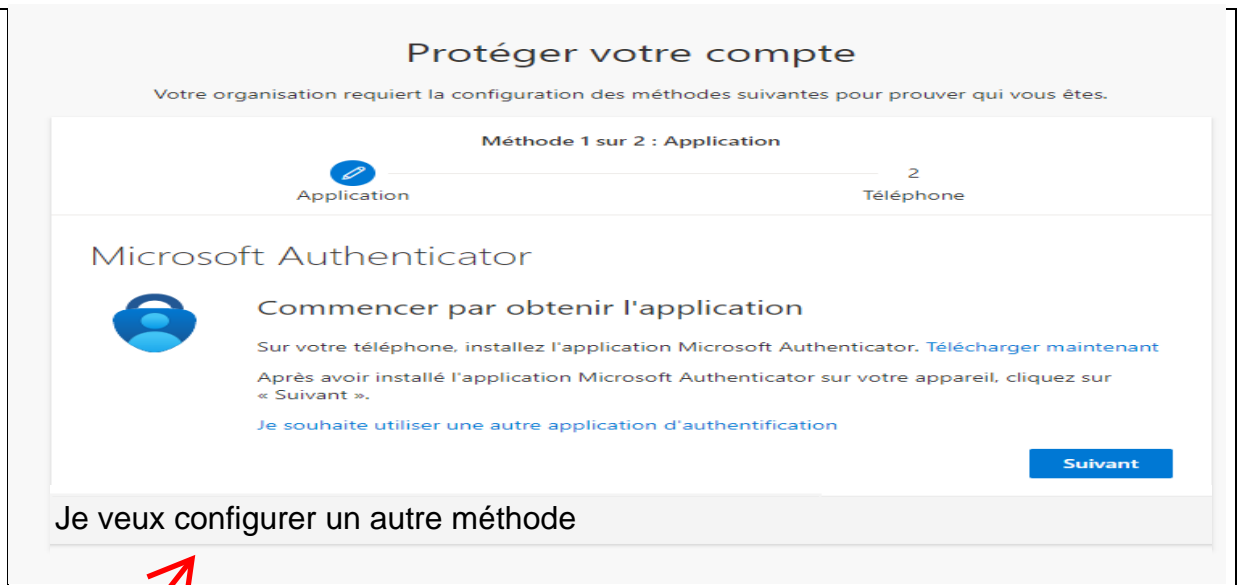 Protéger votre compte
Votre organisation requiert la configuration des méthodes suivantes pour prouver qui vous êtes.
Méthode 1 sur 2 : Application
2
Application
Téléphone
Microsoft Authenticator
Commencer par obtenir l'application
Sur votre téléphone, installez l'application Microsoft Authenticator. Télécharger maintenant
Après avoir installé l'application Microsoft Authenticator sur votre appareil, cliquez sur
« Suivant ».
Je souhaite utiliser une autre application d'authentification
Suivant
Je veux configurer un autre méthode